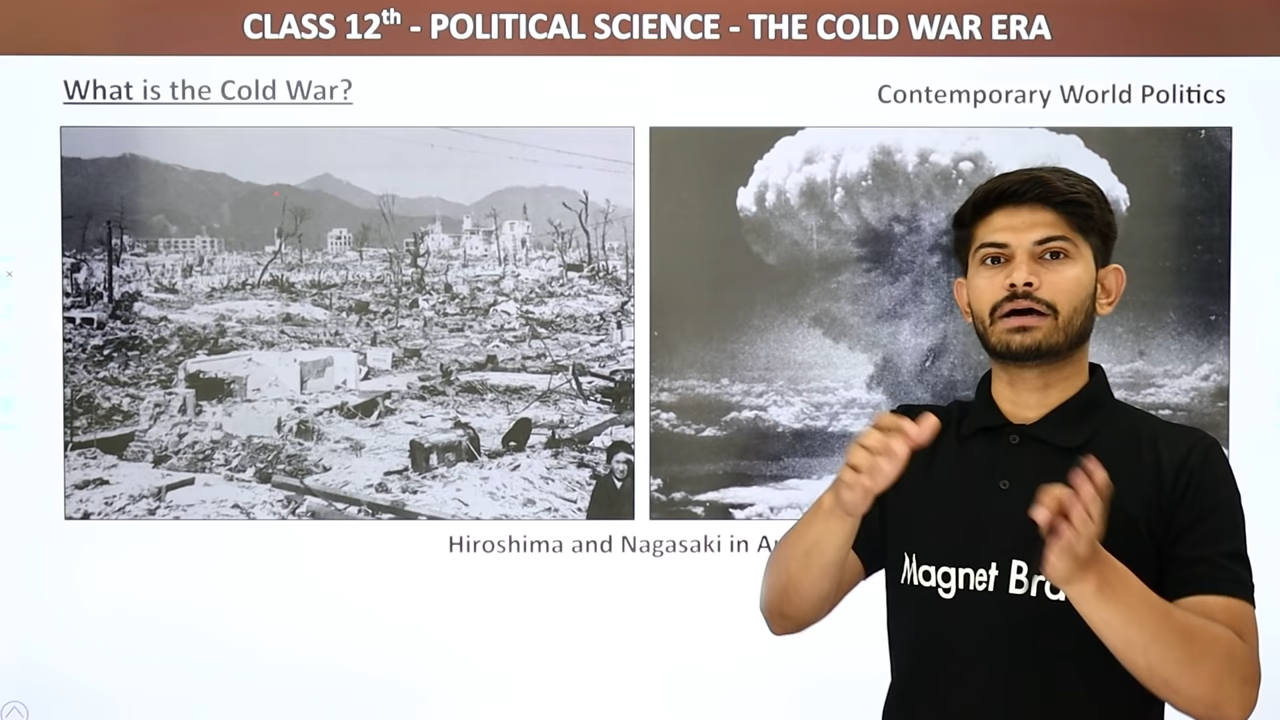 CLASS 12th - POLITICAL SCIENCE - THE COLD WAR ERA
What is the Cold War?
Contemporary World Politics
Hiroshima and Nagasaki in
Magnet